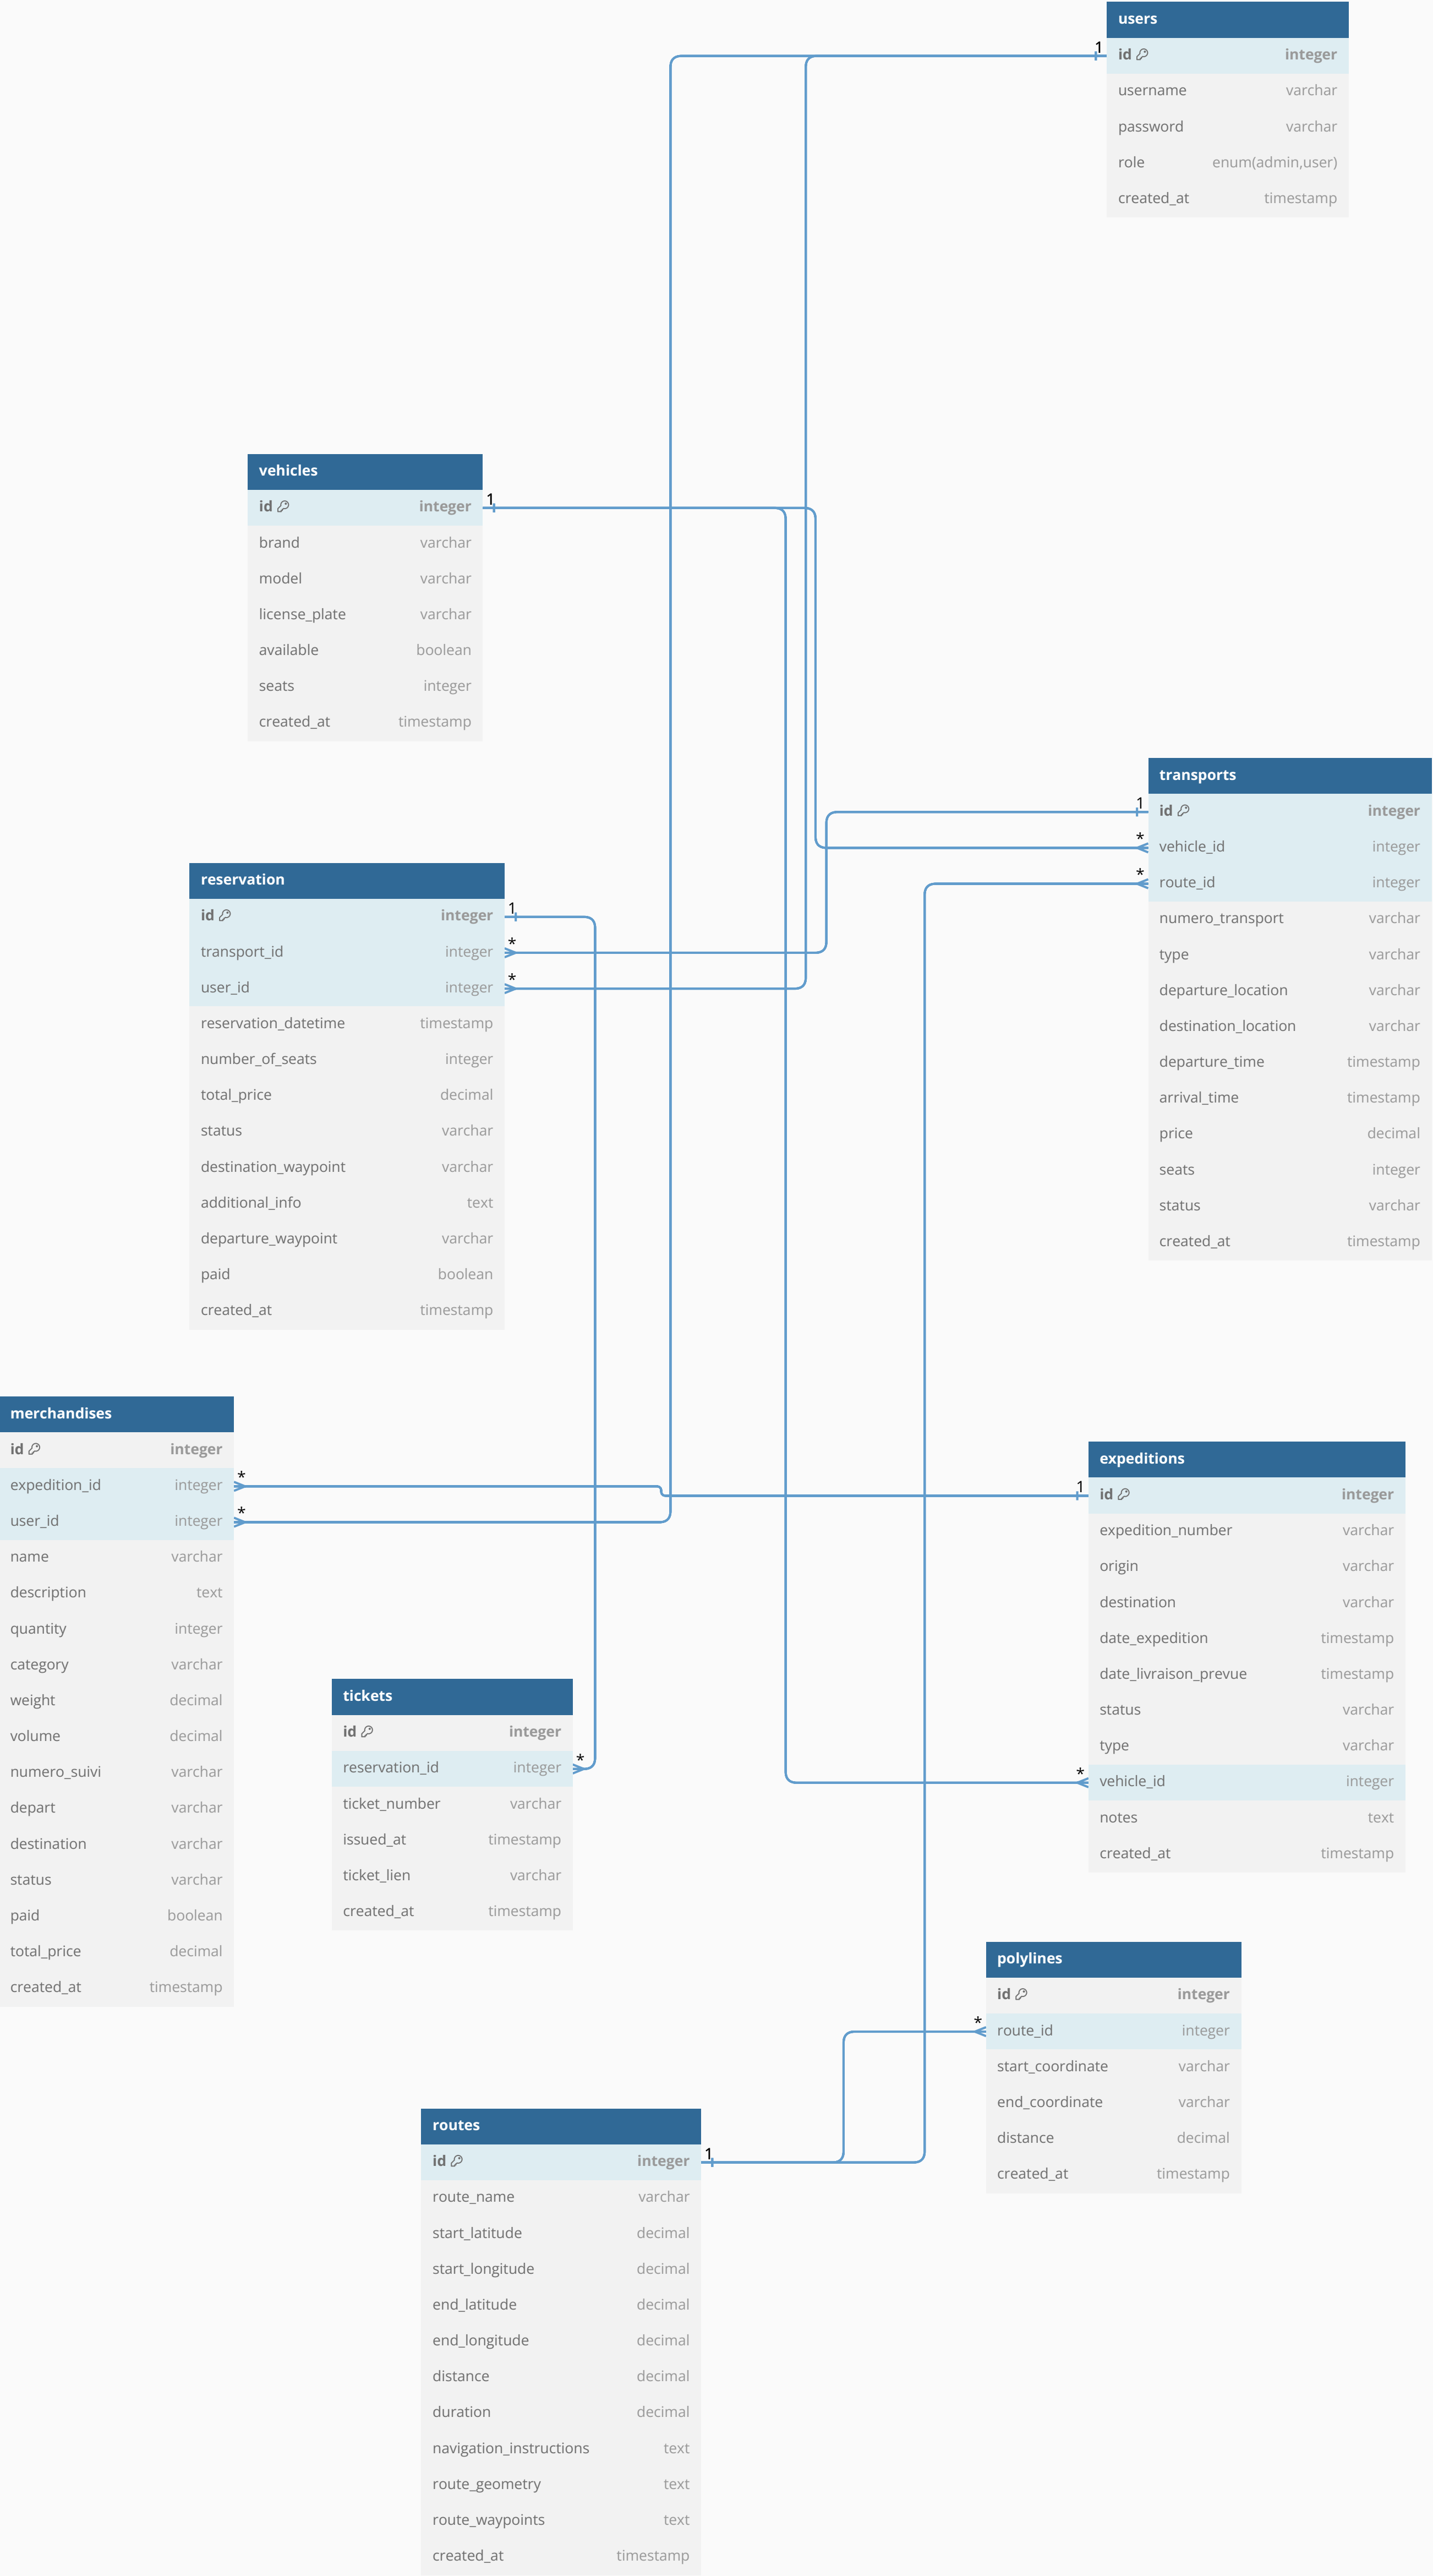 users
1
id integer
username varchar
password varchar
role enum(admin,user)
created_at timestamp
vehicles
1
id integer
brand varchar
model varchar
license_plate varchar
available boolean
seats integer
created_at timestamp
transports
1
id integer
*
vehicle_id integer
*
route_id integer
numero_transport varchar
type varchar
departure_location varchar
destination_location varchar
departure_time timestamp
arrival_time timestamp
price decimal
seats integer
status varchar
created_at timestamp
reservation
1
id integer
*
transport_id integer
*
user_id integer
reservation_datetime timestamp
number_of_seats integer
total_price decimal
status varchar
destination_waypoint varchar
additional_info text
departure_waypoint varchar
paid boolean
created_at timestamp
merchandises
id integer
*
expedition_id integer
*
user_id integer
name varchar
description text
quantity integer
category varchar
weight decimal
volume decimal
numero_suivi varchar
depart varchar
destination varchar
status varchar
paid boolean
total_price decimal
created_at timestamp
expeditions
1
id integer
expedition_number varchar
origin varchar
destination varchar
date_expedition timestamp
date_livraison_prevue timestamp
status varchar
type varchar
*
vehicle_id integer
notes text
created_at timestamp
tickets
id integer
*
reservation_id integer
ticket_number varchar
issued_at timestamp
ticket_lien varchar
created_at timestamp
polylines
id integer
*
route_id integer
start_coordinate varchar
end_coordinate varchar
distance decimal
created_at timestamp
routes
1
id integer
route_name varchar
start_latitude decimal
start_longitude decimal
end_latitude decimal
end_longitude decimal
distance decimal
duration decimal
navigation_instructions text
route_geometry text
route_waypoints text
created_at timestamp